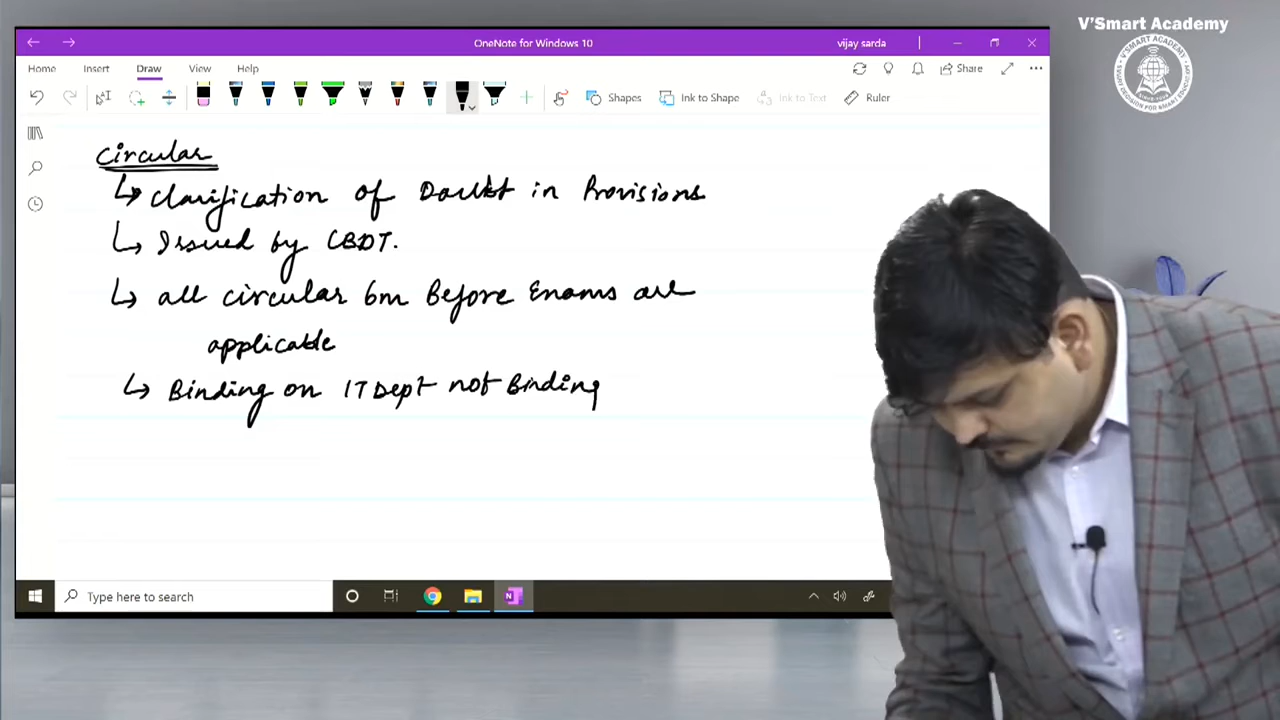 V'Smart Academy
OneNote for Windows 10
vijay sarda
Home Insert Draw View Help
Share
Shapes Ink to Shape Ink to Text Ruler
Circular
↳ Clarification of Doubt in Provisions
↳ Issued by CBDT.
↳ all circular 6m Before Exams are
applicable
↳ Binding on IT Dept not Binding
Type here to search